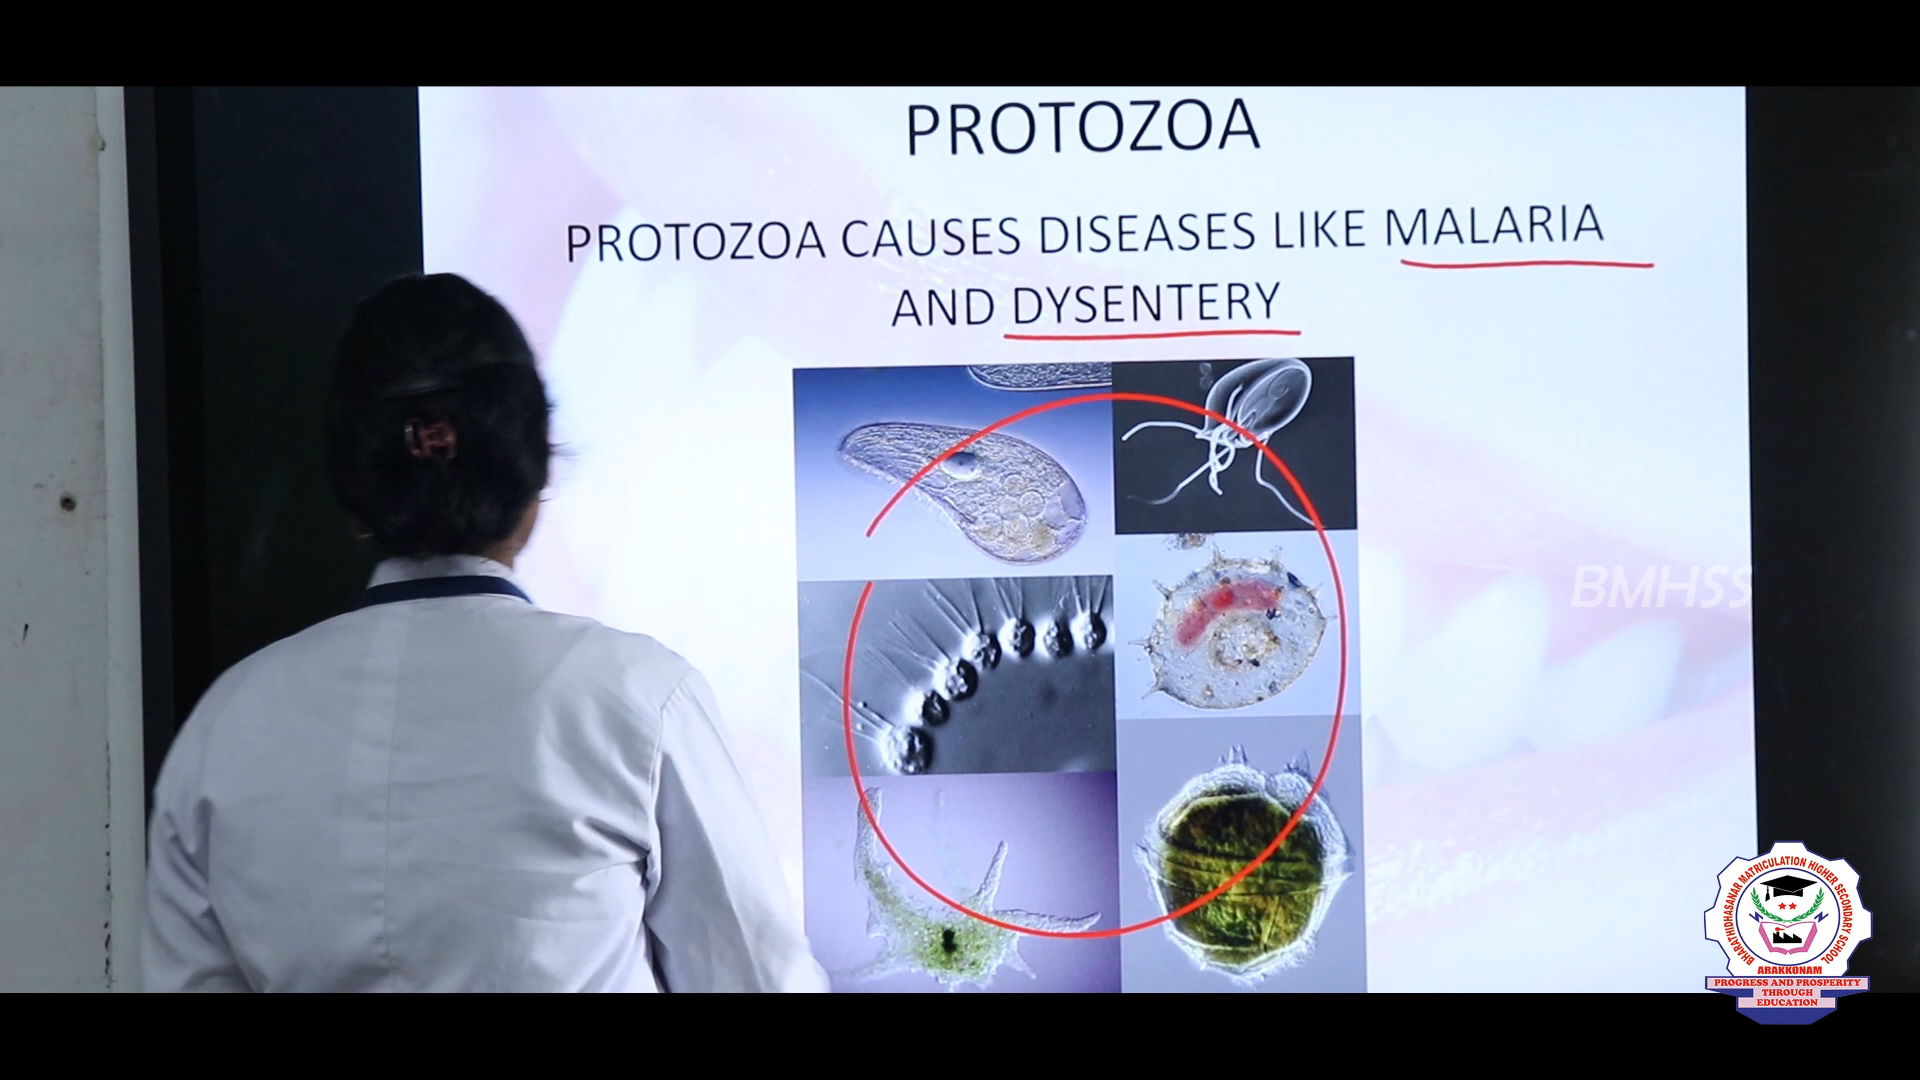 PROTOZOA
PROTOZOA CAUSES DISEASES LIKE MALARIA
AND DYSENTERY
BMHSS
BHARATHIDHASANAR MATRICULATION HIGHER SECONDARY SCHOOL
ARAKKONAM
PROGRESS AND PROSPERITY
THROUGH
EDUCATION